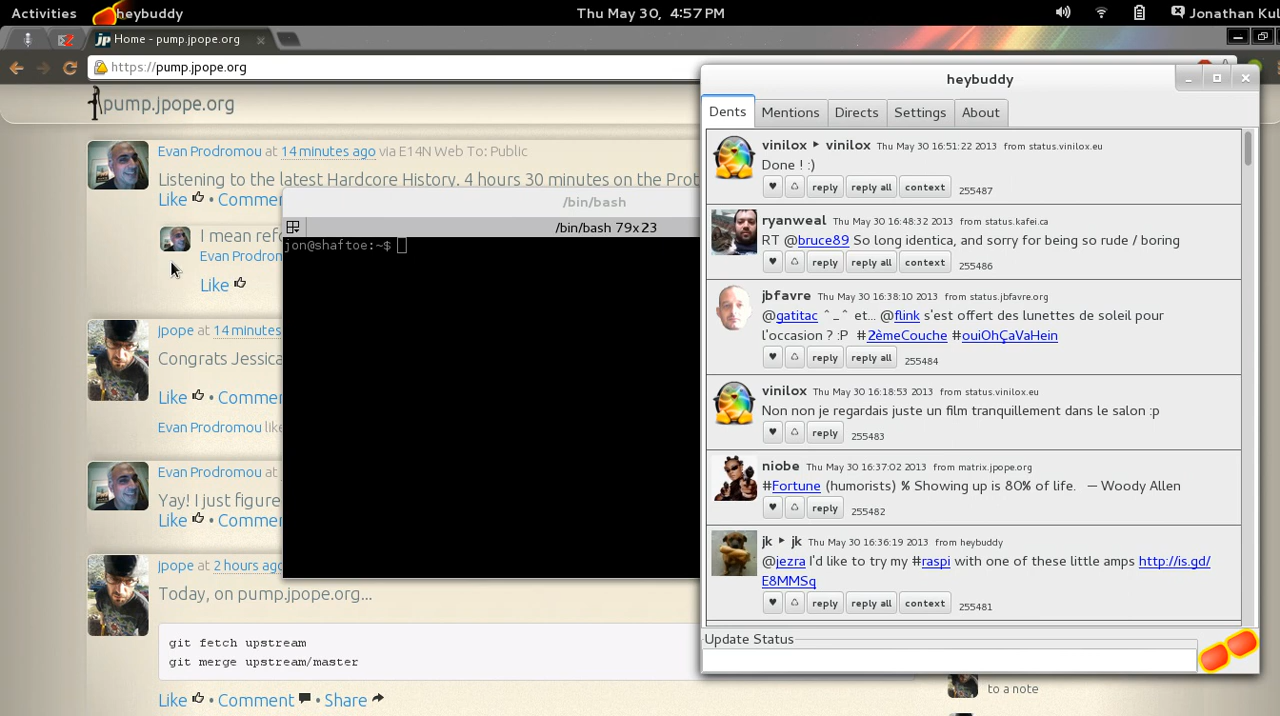 Activities heybuddy Thu May 30, 4:57 PM Jonathan Kul
jp Home - pump.jpope.org
https://pump.jpope.org
pump.jpope.org
Evan Prodromou at 14 minutes ago via E14N Web To: Public
Listening to the latest Hardcore History. 4 hours 30 minutes on the Prot
Like • Commen
I mean refo
Evan Prodrom
Like
jpope at 14 minutes
Congrats Jessica
Like • Commen
Evan Prodromou like
Evan Prodromou at
Yay! I just figure
Like • Commen
jpope at 2 hours ago
Today, on pump.jpope.org...
git fetch upstream
git merge upstream/master
Like • Comment • Share
/bin/bash
/bin/bash 79x23
jon@shaftoe:~$
heybuddy
Dents Mentions Directs Settings About
vinilox ▸ vinilox Thu May 30 16:51:22 2013 from status.vinilox.eu
Done ! :)
♥ reply reply all context 255487
ryanweal Thu May 30 16:48:32 2013 from status.kafei.ca
RT @bruce89 So long identica, and sorry for being so rude / boring
♥ reply reply all context 255486
jbfavre Thu May 30 16:38:10 2013 from status.jbfavre.org
@gatitac ^_^ et... @flink s'est offert des lunettes de soleil pour
l'occasion ? :P #2èmeCouche #ouiOhÇaVaHein
♥ reply reply all 255484
vinilox Thu May 30 16:18:53 2013 from status.vinilox.eu
Non non je regardais juste un film tranquillement dans le salon :p
♥ reply 255483
niobe Thu May 30 16:37:02 2013 from matrix.jpope.org
#Fortune (humorists) % Showing up is 80% of life. — Woody Allen
♥ reply 255482
jk ▸ jk Thu May 30 16:36:19 2013 from heybuddy
@jezra I'd like to try my #raspi with one of these little amps http://is.gd/
E8MMSq
♥ reply reply all context 255481
Update Status
to a note